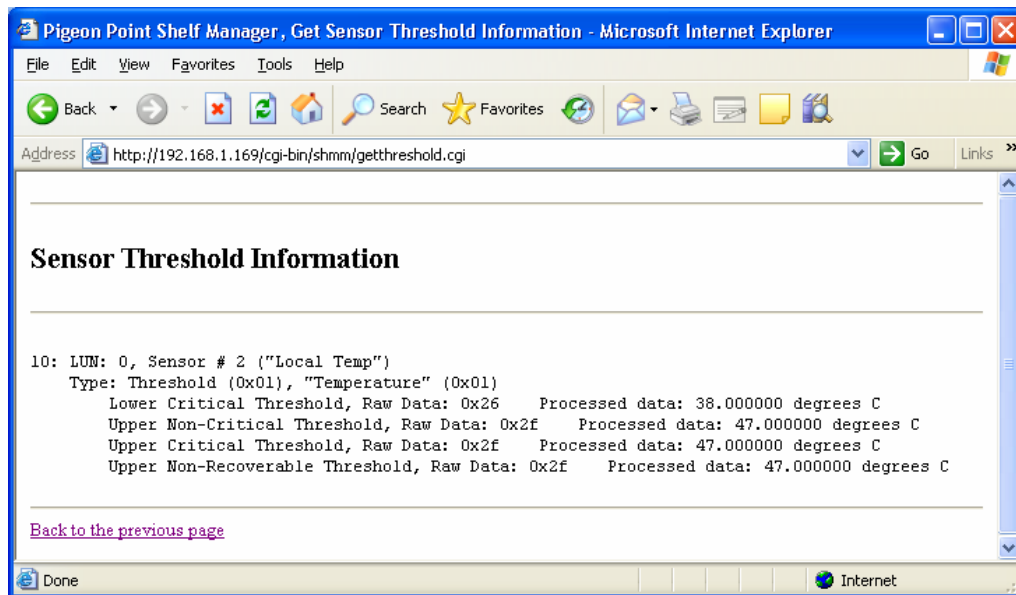 Pigeon Point Shelf Manager, Get Sensor Threshold Information - Microsoft Internet Explorer
File Edit View Favorites Tools Help
Back Search Favorites
Address http://192.168.1.169/cgi-bin/shmm/getthreshold.cgi Go Links »
Sensor Threshold Information
10: LUN: 0, Sensor # 2 ("Local Temp")
Type: Threshold (0x01), "Temperature" (0x01)
Lower Critical Threshold, Raw Data: 0x26 Processed data: 38.000000 degrees C
Upper Non-Critical Threshold, Raw Data: 0x2f Processed data: 47.000000 degrees C
Upper Critical Threshold, Raw Data: 0x2f Processed data: 47.000000 degrees C
Upper Non-Recoverable Threshold, Raw Data: 0x2f Processed data: 47.000000 degrees C
Back to the previous page
Done Internet